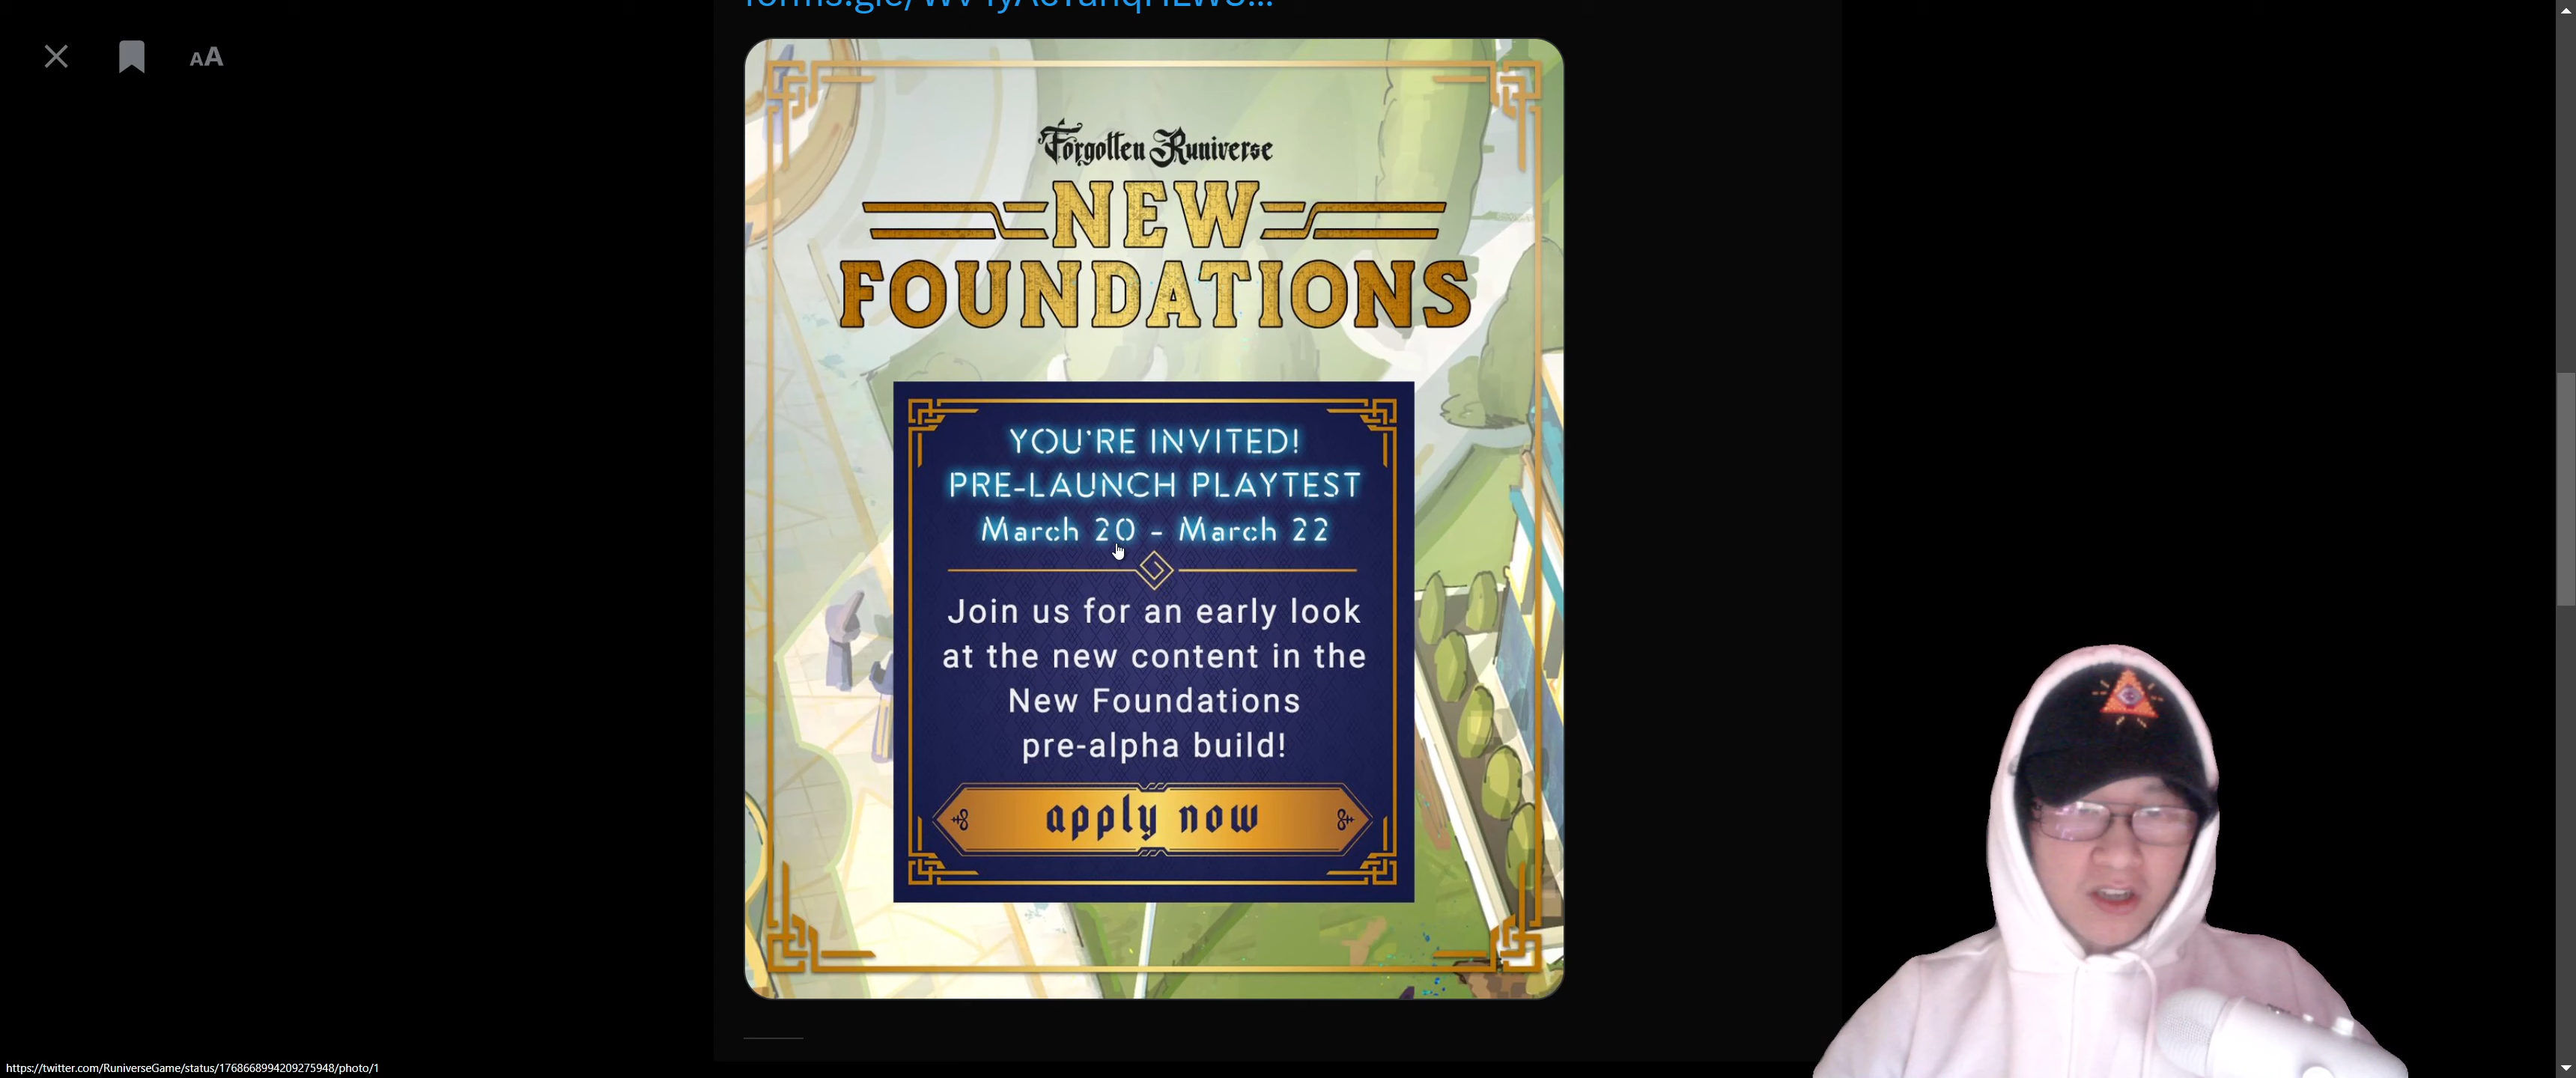 AA
Forgotten Runiverse
NEW
FOUNDATIONS
YOU'RE INVITED!
PRE-LAUNCH PLAYTEST
March 20 - March 22
Join us for an early look
at the new content in the
New Foundations
pre-alpha build!
apply now
https://twitter.com/RuniverseGame/status/1768668994209275948/photo/1